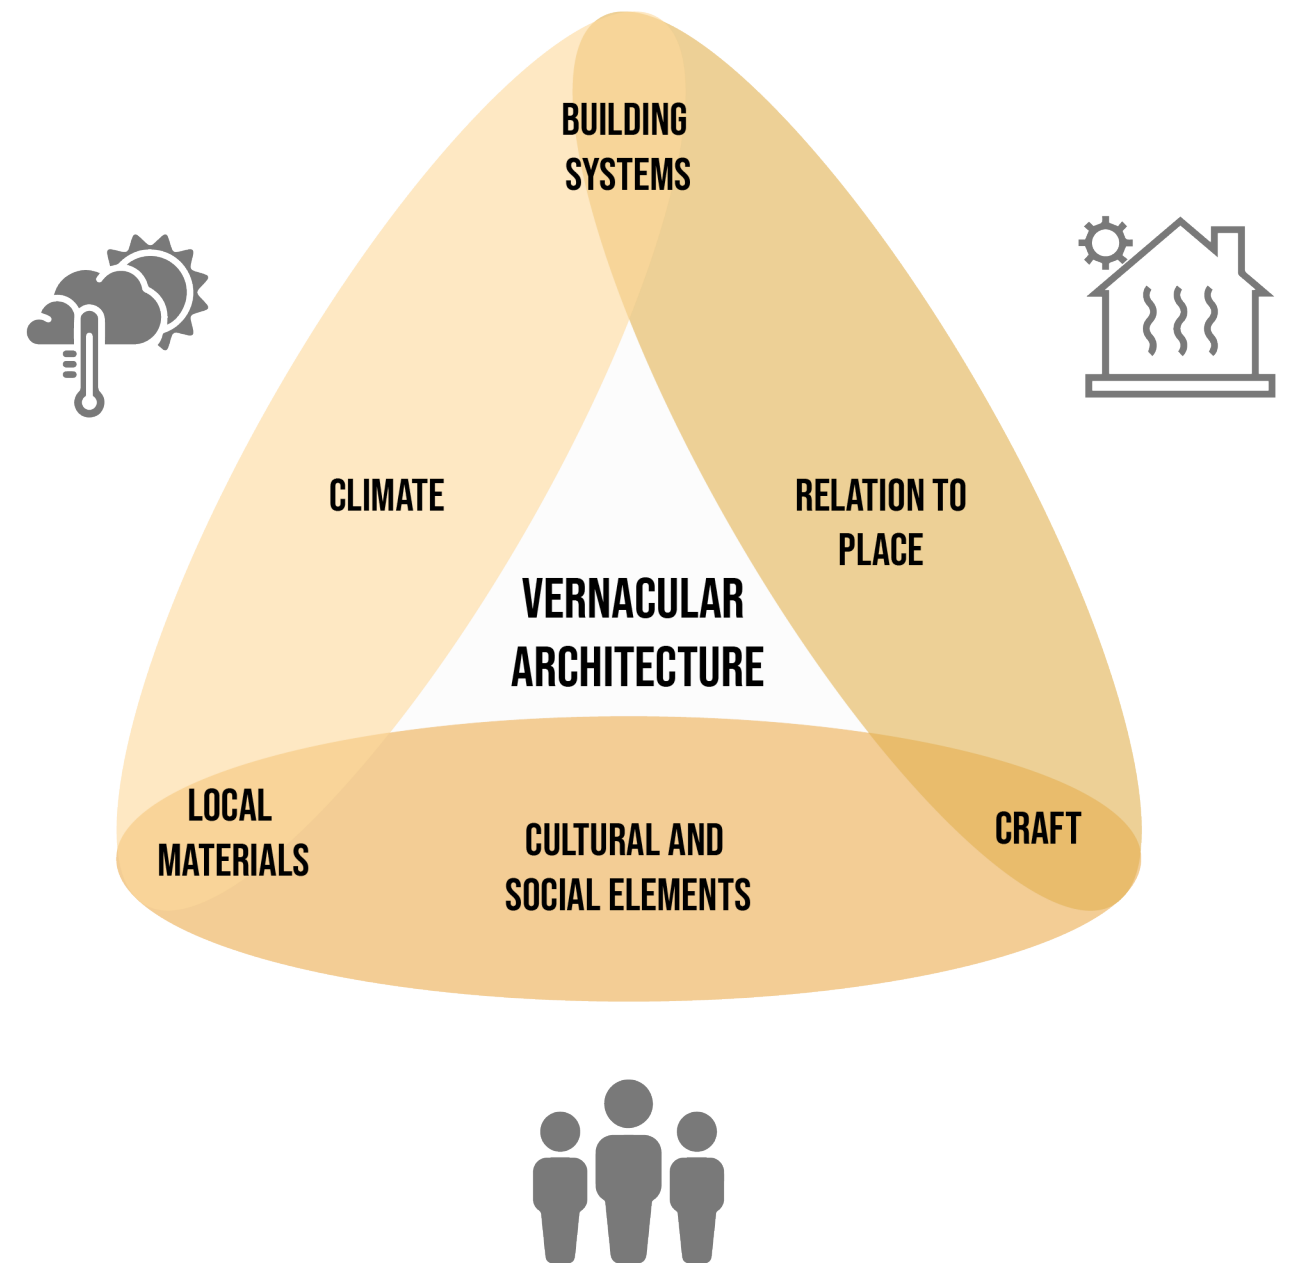 BUILDING
SYSTEMS
CLIMATE
RELATION TO
PLACE
VERNACULAR
ARCHITECTURE
LOCAL
MATERIALS
CULTURAL AND
SOCIAL ELEMENTS
CRAFT